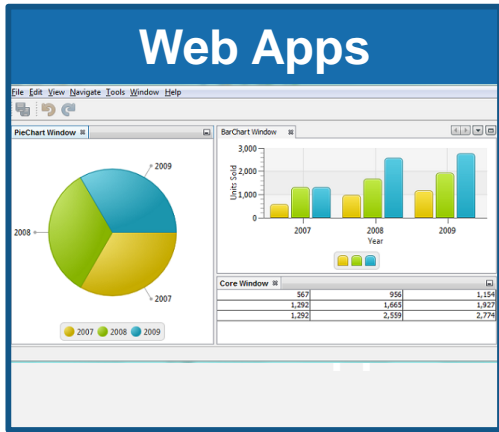 Web Apps
File Edit View Navigate Tools Window Help
PieChart Window
2009
2008
2007
2007 2008 2009
BarChart Window
3,000
2,000
1,000
0
Units Sold
2007 2008 2009
Year
Core Window
567 956 1,154
1,292 1,665 1,927
1,292 2,559 2,774